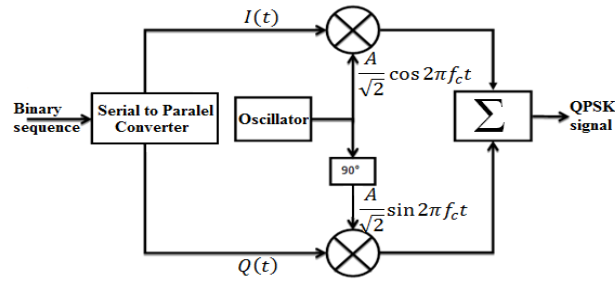 I(t)
A/√2 cos 2πf_c t
Binary
sequence
Serial to Paralel
Converter
Oscillator
Σ
QPSK
signal
90°
A/√2 sin 2πf_c t
Q(t)